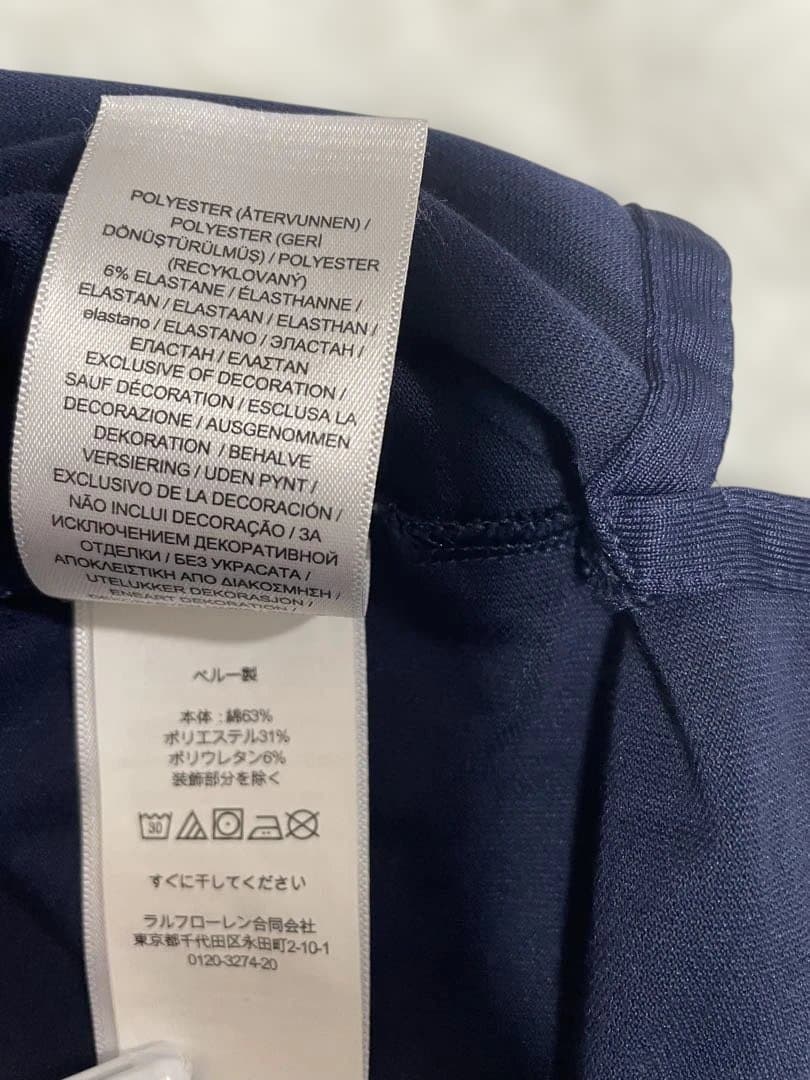 POLYESTER (ÅTERVUNNEN) /
POLYESTER (GERİ
DÖNÜŞTÜRÜLMÜŞ) / POLYESTER
(RECYKLOVANÝ)
6% ELASTANE / ÉLASTHANNE /
ELASTAN / ELASTAAN / ELASTHAN /
elastano / ELASTANO / ЭЛАСТАН /
ЕЛАСТАН / ΕΛΑΣΤΑΝ
EXCLUSIVE OF DECORATION /
SAUF DÉCORATION / ESCLUSA LA
DECORAZIONE / AUSGENOMMEN
DEKORATION / BEHALVE
VERSIERING / UDEN PYNT /
EXCLUSIVO DE LA DECORACIÓN /
NÃO INCLUI DECORAÇÃO / ЗА
ИСКЛЮЧЕНИЕМ ДЕКОРАТИВНОЙ
ОТДЕЛКИ / БЕЗ УКРАСАТА /
ΑΠΟΚΛΕΙΣΤΙΚΗ ΑΠΟ ΔΙΑΚΟΣΜΗΣΗ /
UTELUKKER DEKORASJON /
ENBART DEKORATION /
ペルー製
本体 : 綿63%
ポリエステル31%
ポリウレタン6%
装飾部分を除く
30
すぐに干してください
ラルフローレン合同会社
東京都千代田区永田町2-10-1
0120-3274-20